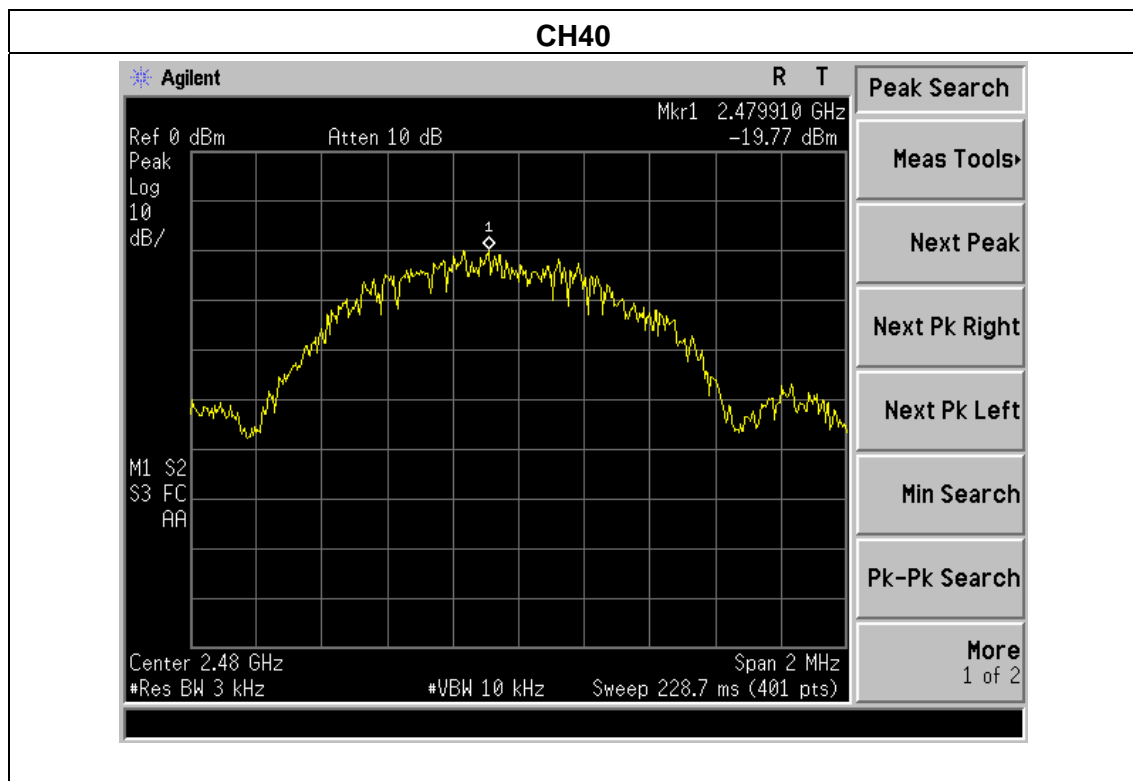 CH40
Agilent R T
Peak Search
Mkr1 2.479910 GHz
Ref 0 dBm Atten 10 dB -19.77 dBm
Peak
Log
10
dB/
1
M1 S2
S3 FC
AA
Center 2.48 GHz Span 2 MHz
#Res BW 3 kHz #VBW 10 kHz Sweep 228.7 ms (401 pts)
Meas Tools
Next Peak
Next Pk Right
Next Pk Left
Min Search
Pk-Pk Search
More
1 of 2